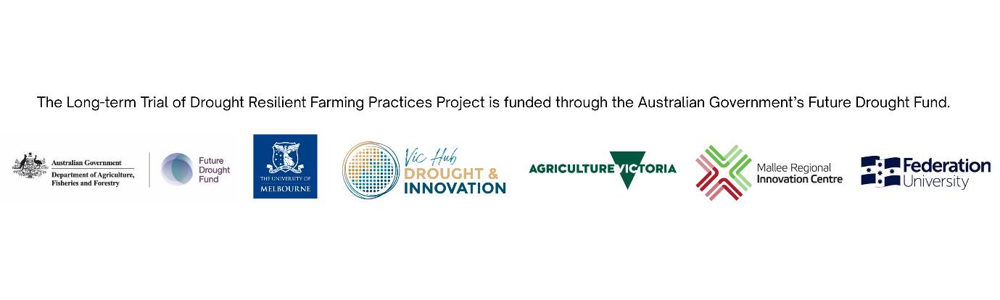 The Long-term Trial of Drought Resilient Farming Practices Project is funded through the Australian Government’s Future Drought Fund.
Australian Government
Department of Agriculture,
Fisheries and Forestry
Future
Drought
Fund
THE UNIVERSITY OF
MELBOURNE
Vic Hub
DROUGHT &
INNOVATION
AGRICULTURE VICTORIA
Mallee Regional
Innovation Centre
Federation
University